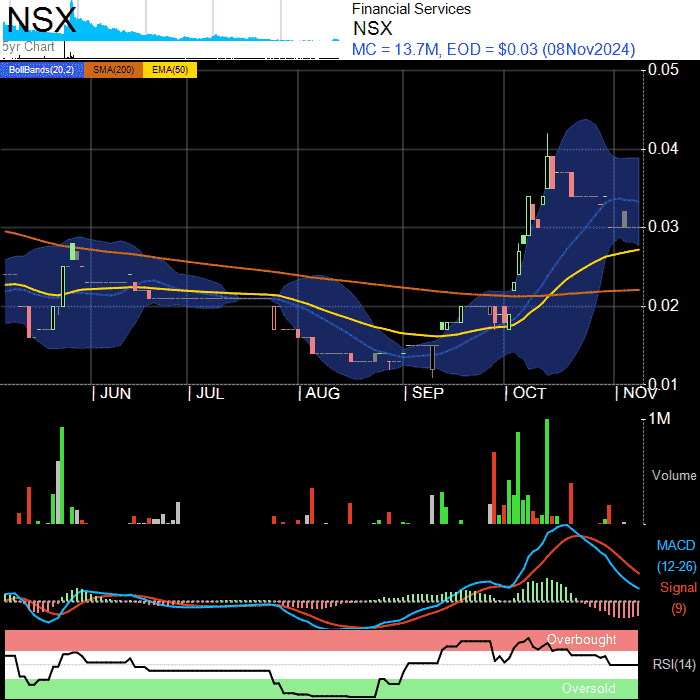 NSX
5yr Chart
Financial Services
NSX
MC = 13.7M, EOD = $0.03 (08Nov2024)
BollBands(20,2) SMA(200) EMA(50)
0.05
0.04
0.03
0.02
0.01
| JUN | JUL | AUG | SEP | OCT | NOV
1M
Volume
MACD
(12-26)
Signal
(9)
Overbought
RSI(14)
Oversold